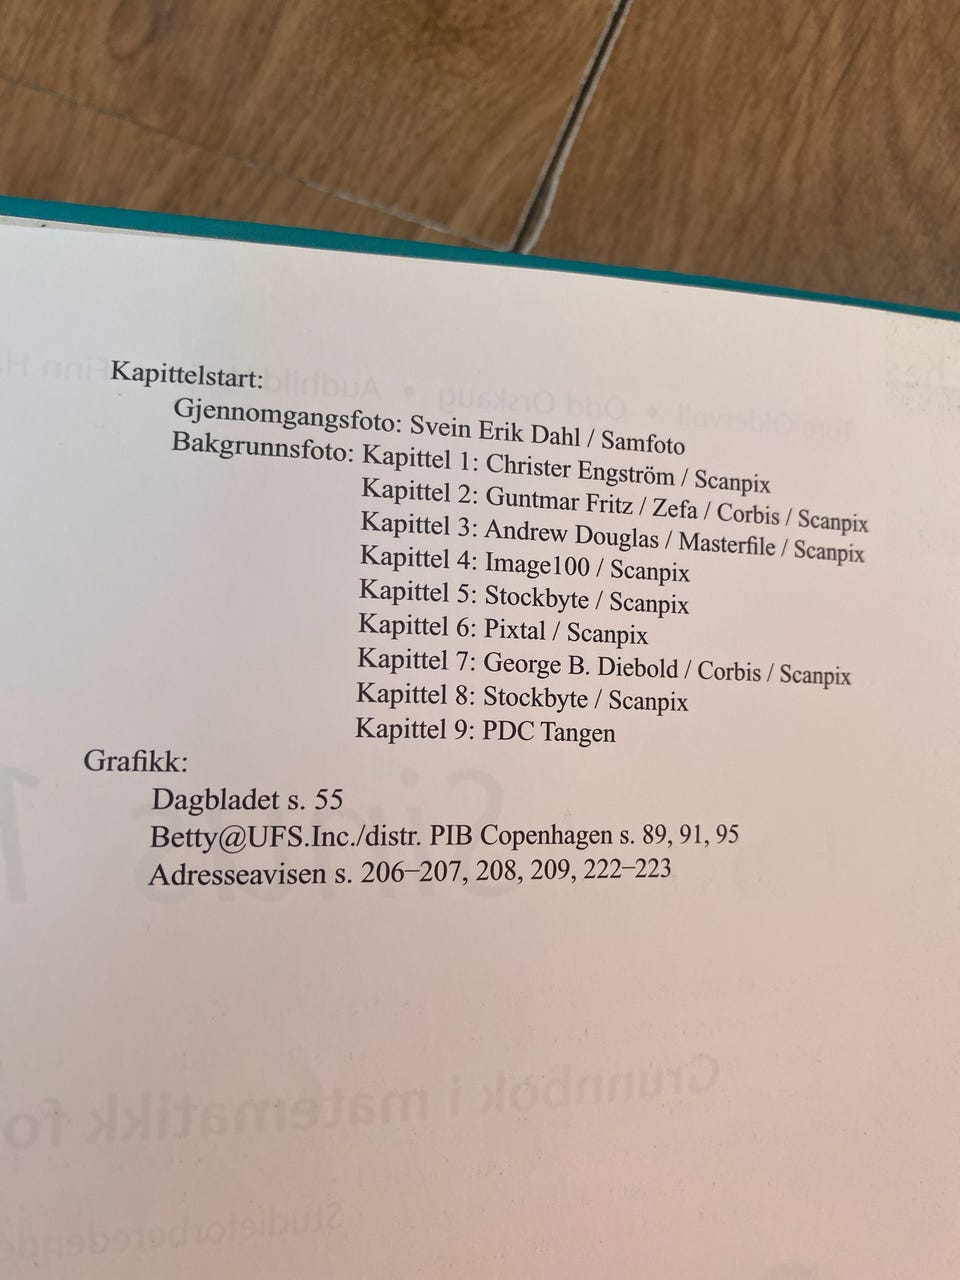 Kapittelstart:
Gjennomgangsfoto: Svein Erik Dahl / Samfoto
Bakgrunnsfoto: Kapittel 1: Christer Engström / Scanpix
Kapittel 2: Guntmar Fritz / Zefa / Corbis / Scanpix
Kapittel 3: Andrew Douglas / Masterfile / Scanpix
Kapittel 4: Image100 / Scanpix
Kapittel 5: Stockbyte / Scanpix
Kapittel 6: Pixtal / Scanpix
Kapittel 7: George B. Diebold / Corbis / Scanpix
Kapittel 8: Stockbyte / Scanpix
Kapittel 9: PDC Tangen
Grafikk:
Dagbladet s. 55
Betty@UFS.Inc./distr. PIB Copenhagen s. 89, 91, 95
Adresseavisen s. 206–207, 208, 209, 222–223